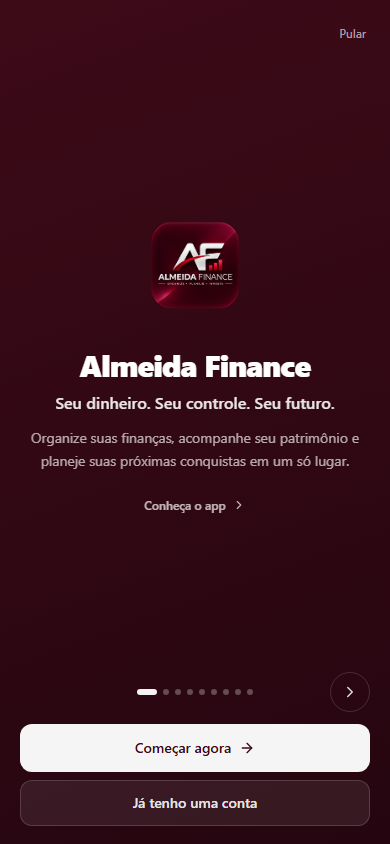 Pular
AF
ALMEIDA FINANCE
Almeida Finance
Seu dinheiro. Seu controle. Seu futuro.
Organize suas finanças, acompanhe seu patrimônio e
planeje suas próximas conquistas em um só lugar.
Conheça o app
Começar agora
Já tenho uma conta